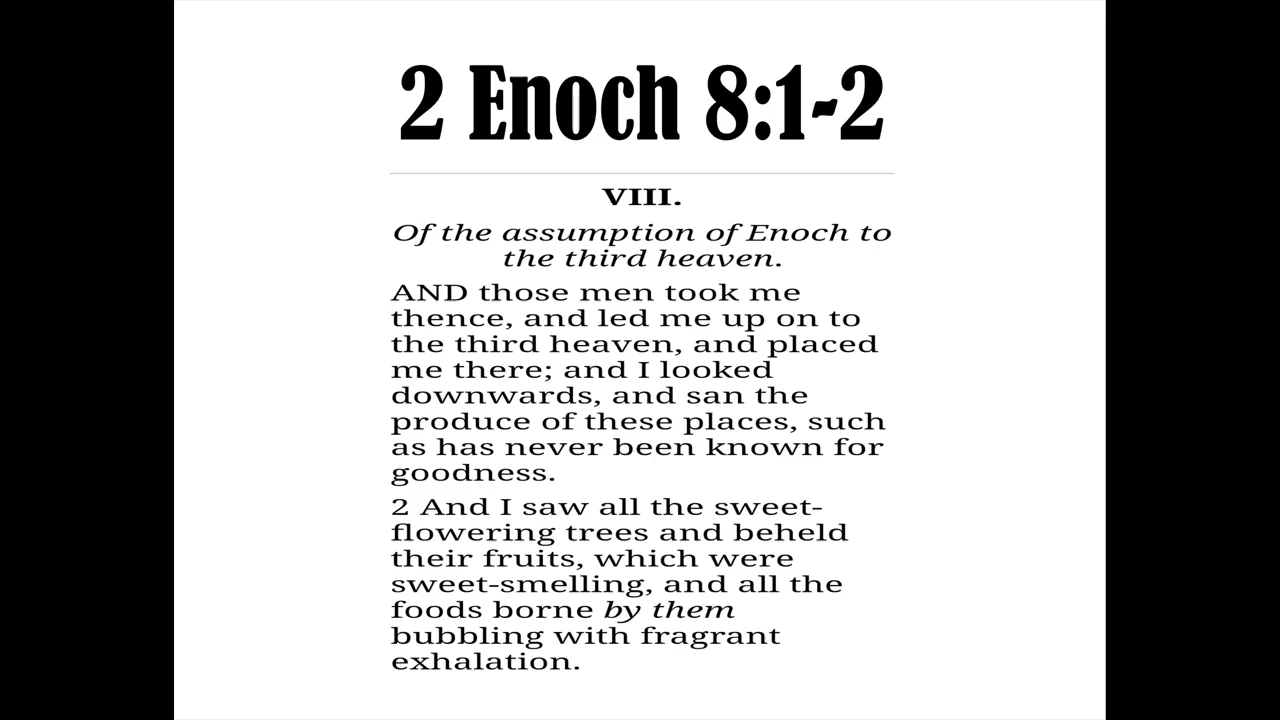 2 Enoch 8:1-2
VIII.
Of the assumption of Enoch to
the third heaven.
AND those men took me
thence, and led me up on to
the third heaven, and placed
me there; and I looked
downwards, and san the
produce of these places, such
as has never been known for
goodness.
2 And I saw all the sweet-
flowering trees and beheld
their fruits, which were
sweet-smelling, and all the
foods borne by them
bubbling with fragrant
exhalation.